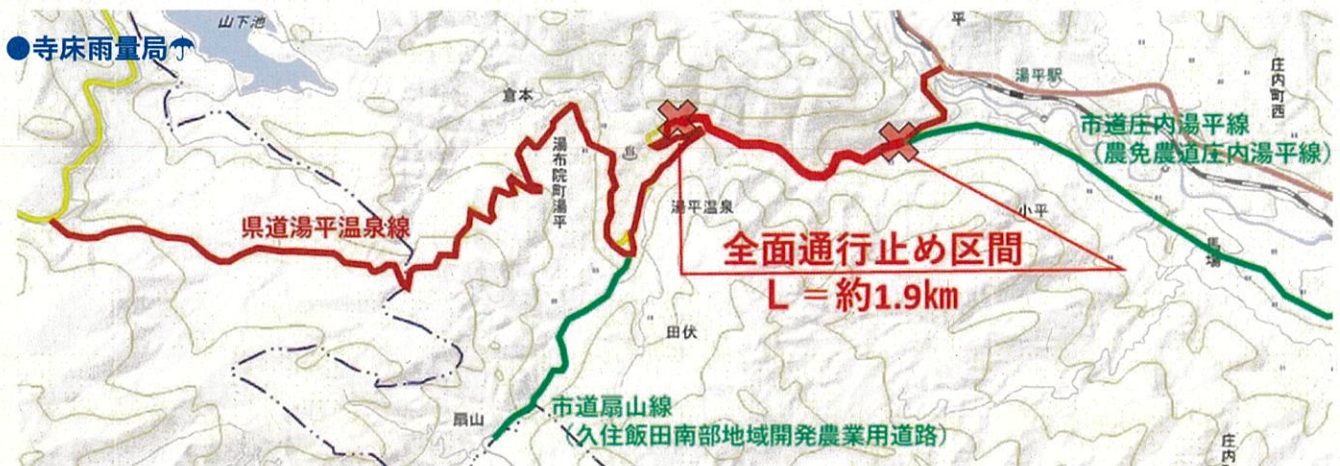 山下池
平
●寺床雨量局☂
湯平駅
庄内町西
倉本
市道庄内湯平線
（農免農道庄内湯平線）
湯布院町湯平
湯平温泉
小平
県道湯平温泉線
全面通行止め区間
馬場
L＝約1.9㎞
田伏
扇山
市道扇山線
（久住飯田南部地域開発農業用道路）
庄内